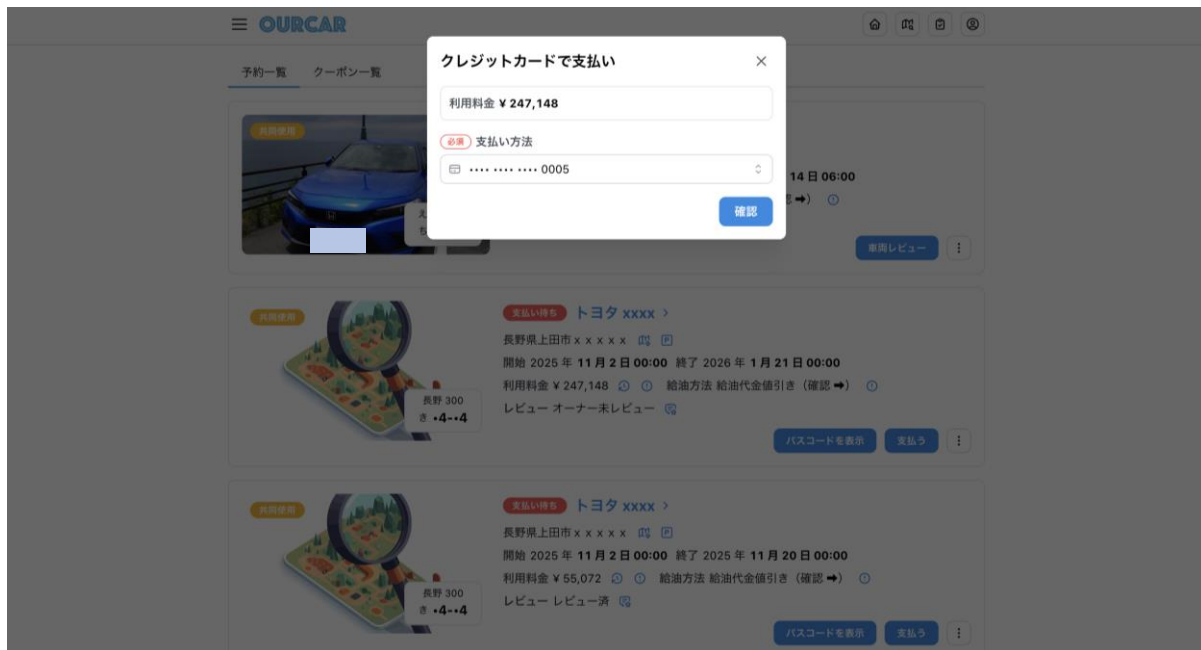 OURCAR
予約一覧 クーポン一覧
クレジットカードで支払い
利用料金 ¥ 247,148
必須 支払い方法
•••• •••• •••• 0005
確認
共同使用
14 日 06:00
車両レビュー
共同使用
支払い待ち トヨタ xxxx >
長野県上田市 x x x x x
開始 2025 年 11 月 2 日 00:00 終了 2026 年 1 月 21 日 00:00
利用料金 ¥ 247,148 給油方法 給油代金値引き（確認 ➡）
レビュー オーナー未レビュー
長野 300
き •4-•4
パスコードを表示 支払う
共同使用
支払い待ち トヨタ xxxx >
長野県上田市 x x x x x
開始 2025 年 11 月 2 日 00:00 終了 2025 年 11 月 20 日 00:00
利用料金 ¥ 55,072 給油方法 給油代金値引き（確認 ➡）
レビュー レビュー済
長野 300
き •4-•4
パスコードを表示 支払う